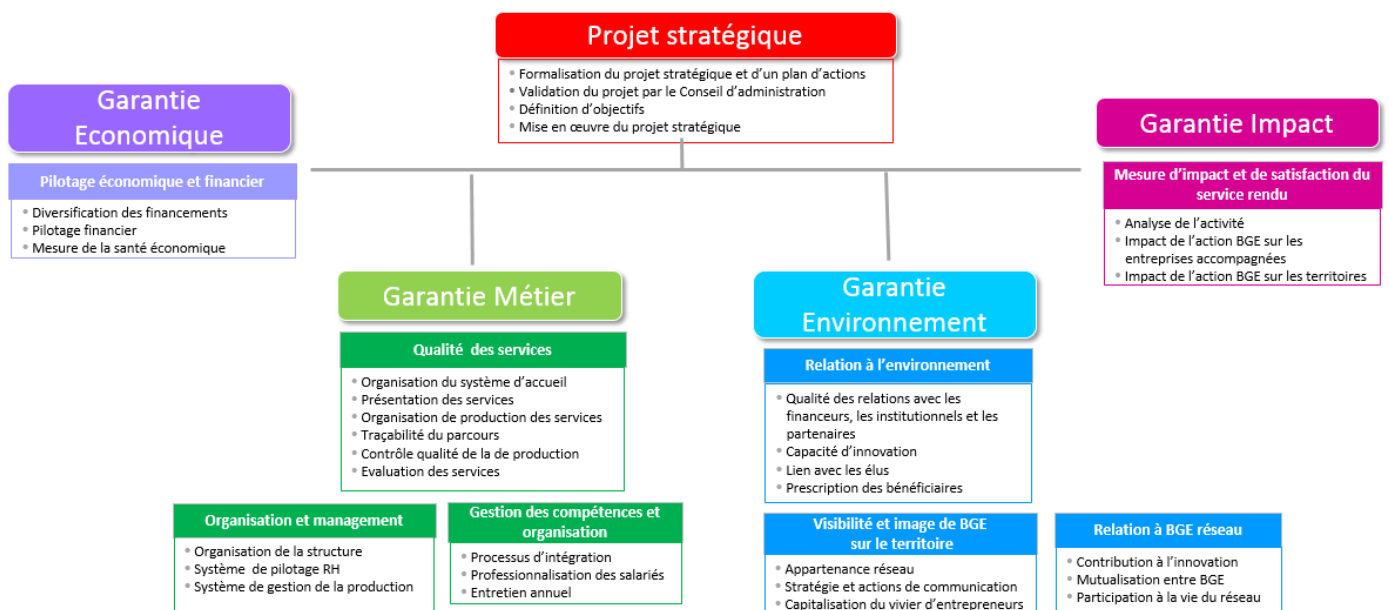 Projet stratégique
• Formalisation du projet stratégique et d'un plan d'actions
• Validation du projet par le Conseil d'administration
• Définition d'objectifs
• Mise en œuvre du projet stratégique
Garantie
Economique
Pilotage économique et financier
• Diversification des financements
• Pilotage financier
• Mesure de la santé économique
Garantie Impact
Mesure d'impact et de satisfaction du
service rendu
• Analyse de l'activité
• Impact de l'action BGE sur les
entreprises accompagnées
• Impact de l'action BGE sur les territoires
Garantie Métier
Qualité des services
• Organisation du système d'accueil
• Présentation des services
• Organisation de production des services
• Traçabilité du parcours
• Contrôle qualité de la de production
• Evaluation des services
Organisation et management
• Organisation de la structure
• Système de pilotage RH
• Système de gestion de la production
Gestion des compétences et
organisation
• Processus d'intégration
• Professionnalisation des salariés
• Entretien annuel
Garantie
Environnement
Relation à l'environnement
• Qualité des relations avec les
financeurs, les institutionnels et les
partenaires
• Capacité d'innovation
• Lien avec les élus
• Prescription des bénéficiaires
Visibilité et image de BGE
sur le territoire
• Appartenance réseau
• Stratégie et actions de communication
• Capitalisation du vivier d'entrepreneurs
Relation à BGE réseau
• Contribution à l'innovation
• Mutualisation entre BGE
• Participation à la vie du réseau